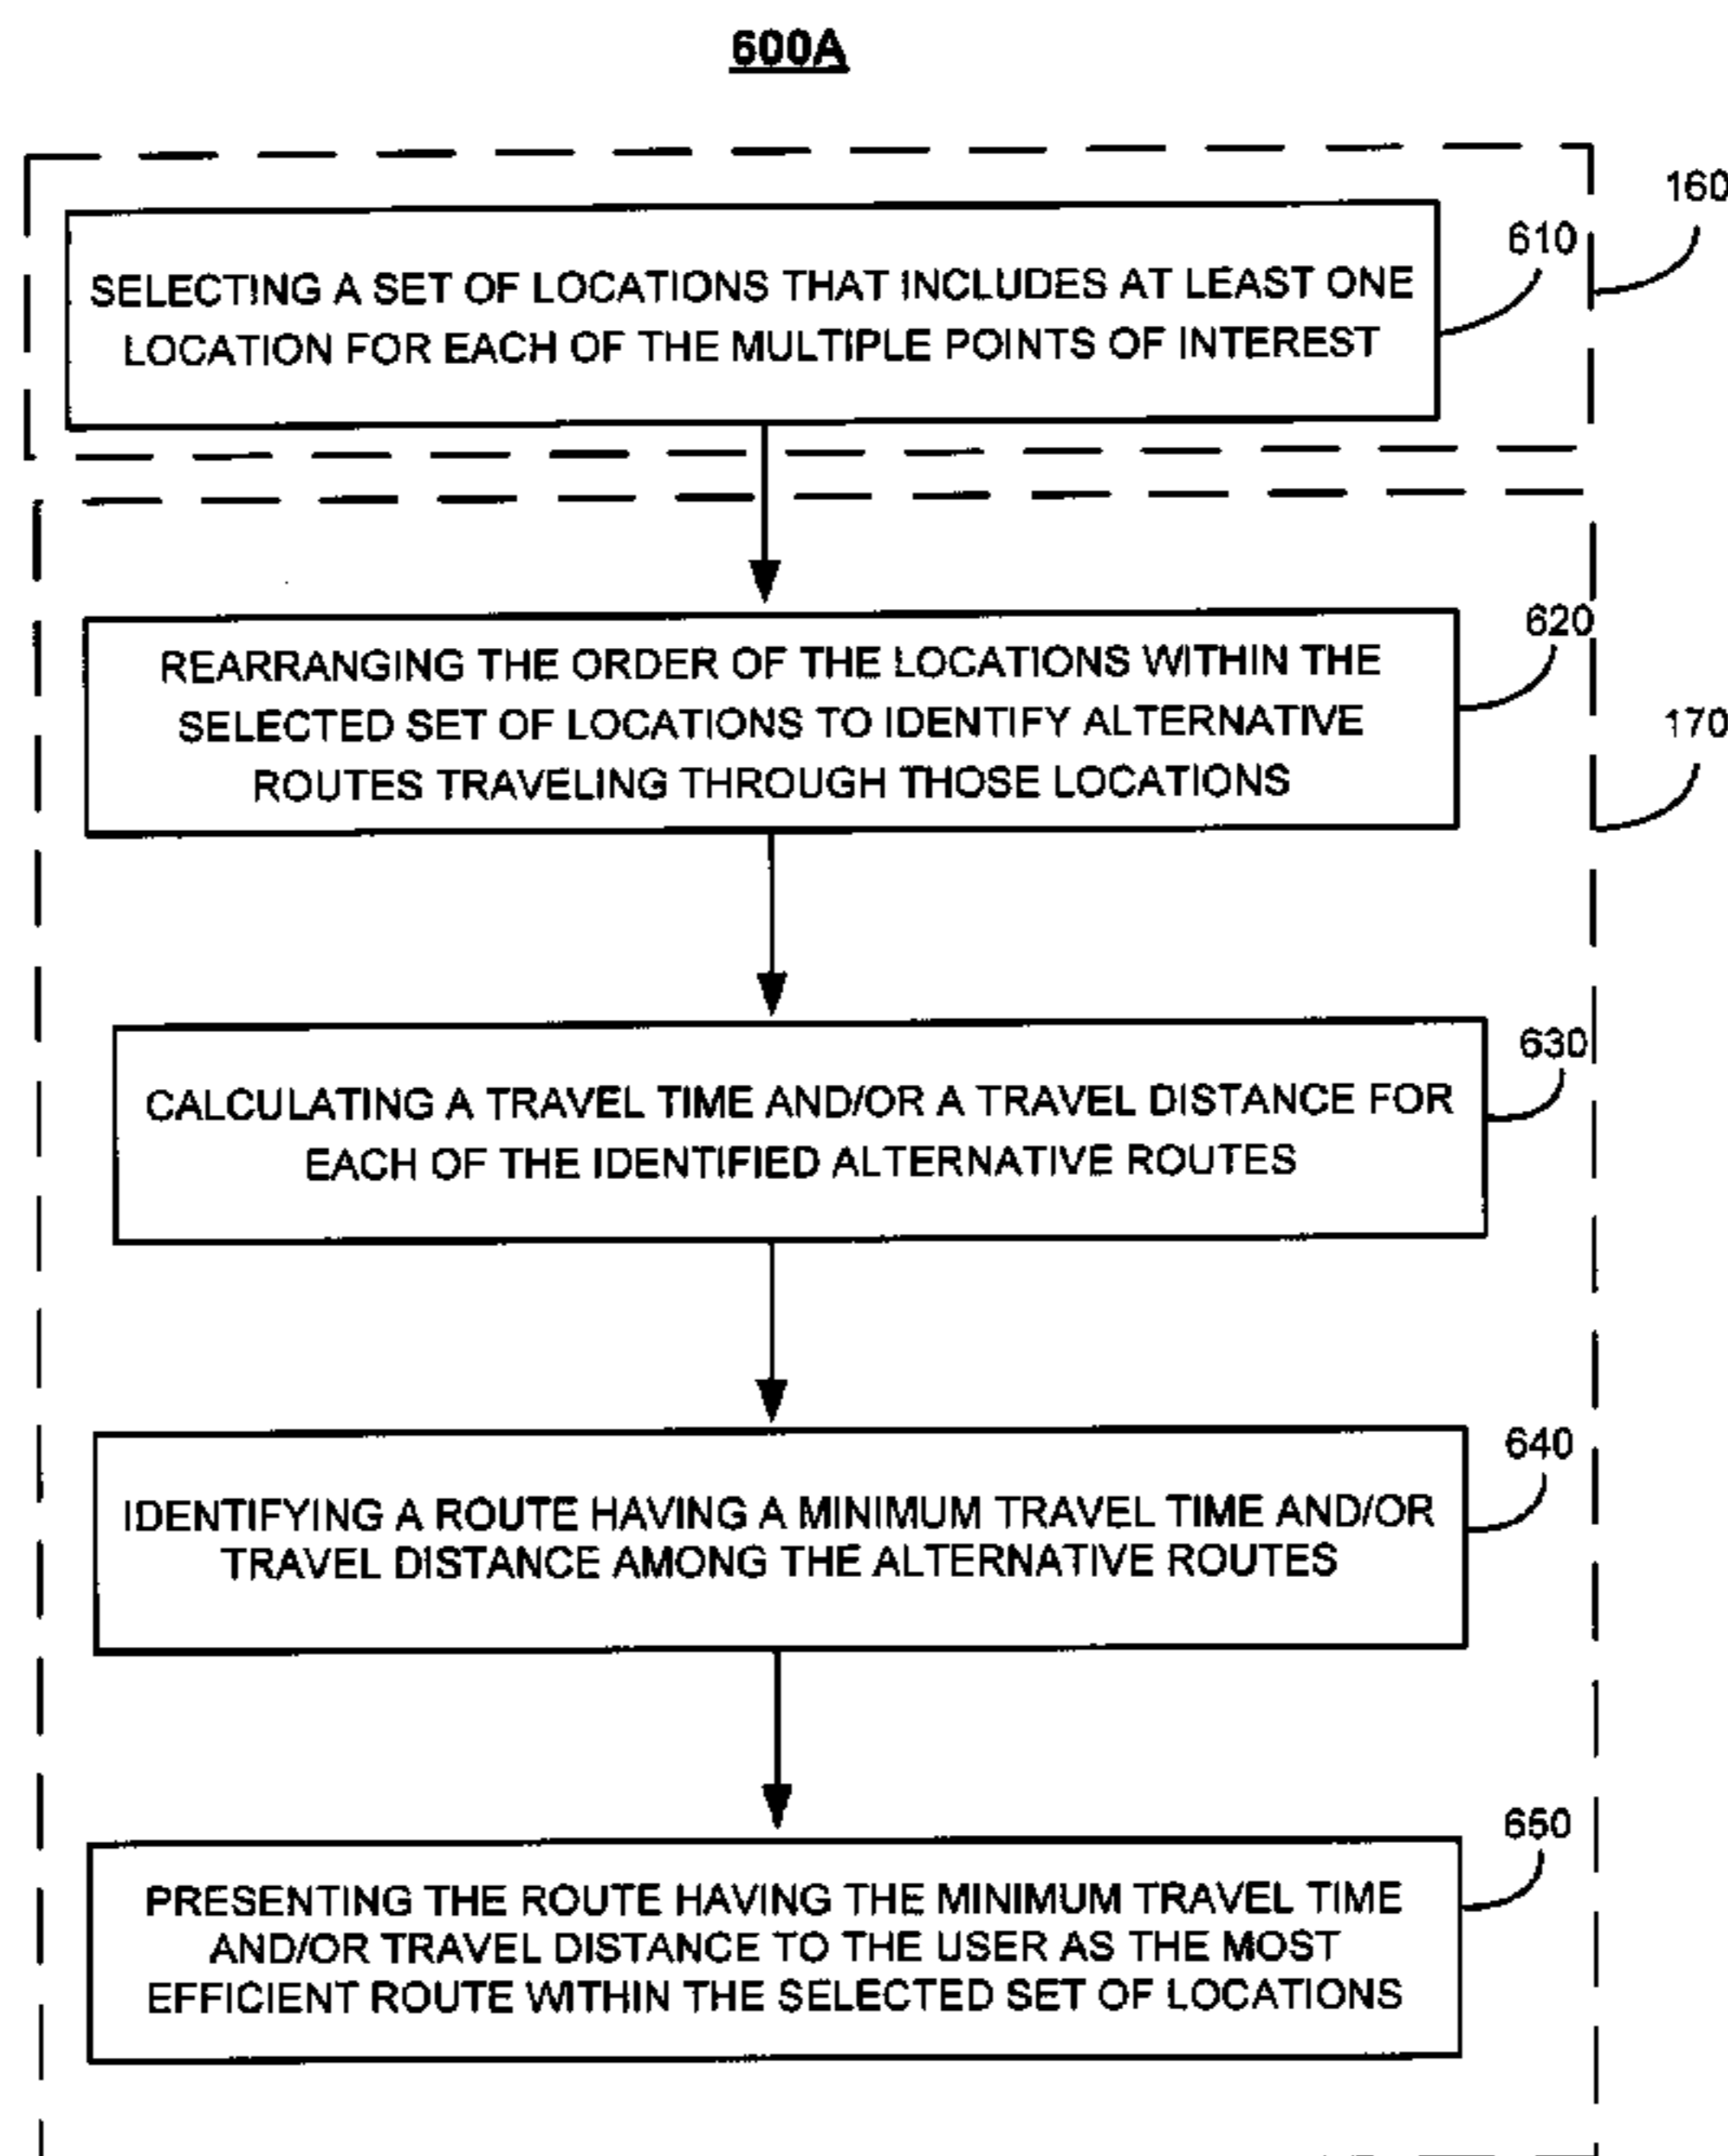 600A
160
610
SELECTING A SET OF LOCATIONS THAT INCLUDES AT LEAST ONE
LOCATION FOR EACH OF THE MULTIPLE POINTS OF INTEREST
620
REARRANGING THE ORDER OF THE LOCATIONS WITHIN THE
SELECTED SET OF LOCATIONS TO IDENTIFY ALTERNATIVE
ROUTES TRAVELING THROUGH THOSE LOCATIONS
170
630
CALCULATING A TRAVEL TIME AND/OR A TRAVEL DISTANCE FOR
EACH OF THE IDENTIFIED ALTERNATIVE ROUTES
640
IDENTIFYING A ROUTE HAVING A MINIMUM TRAVEL TIME AND/OR
TRAVEL DISTANCE AMONG THE ALTERNATIVE ROUTES
650
PRESENTING THE ROUTE HAVING THE MINIMUM TRAVEL TIME
AND/OR TRAVEL DISTANCE TO THE USER AS THE MOST
EFFICIENT ROUTE WITHIN THE SELECTED SET OF LOCATIONS